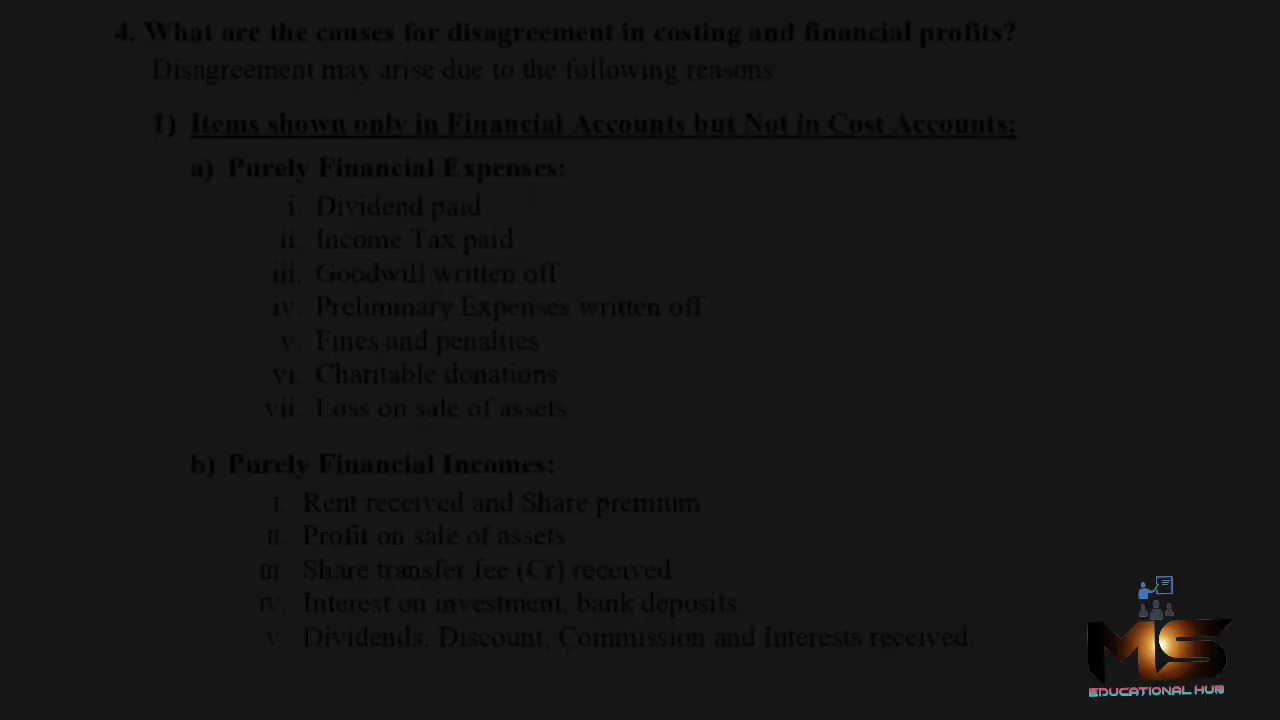 4. What are the causes for disagreement in costing and financial profits?
Disagreement may arise due to the following reasons
1) Items shown only in Financial Accounts but Not in Cost Accounts:
a) Purely Financial Expenses:
i. Dividend paid
ii. Income Tax paid
iii. Goodwill written off
iv. Preliminary Expenses written off
v. Fines and penalties
vi. Charitable donations
vii. Loss on sale of assets
b) Purely Financial Incomes:
I. Rent received and Share premium
II. Profit on sale of assets
III. Share transfer fee (Cr) received
IV. Interest on investment, bank deposits.
V. Dividends, Discount, Commission and Interests received.
MS
EDUCATIONAL HUB